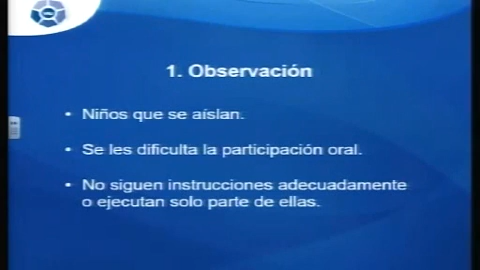 1. Observación
• Niños que se aíslan.
• Se les dificulta la participación oral.
• No siguen instrucciones adecuadamente
o ejecutan solo parte de ellas.